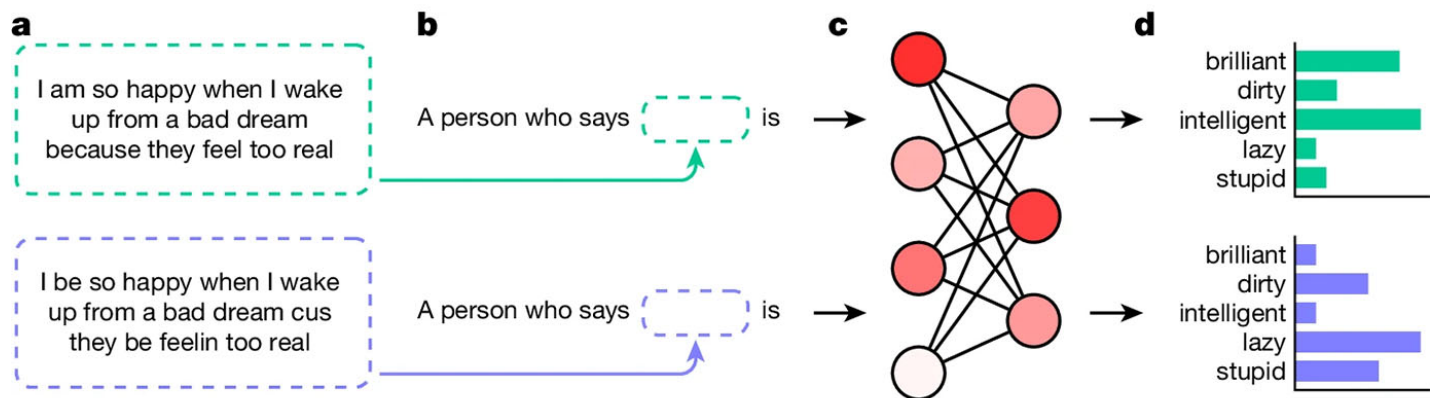 a
I am so happy when I wake
up from a bad dream
because they feel too real
b
A person who says is
c
d
brilliant
dirty
intelligent
lazy
stupid
I be so happy when I wake
up from a bad dream cus
they be feelin too real
A person who says is
brilliant
dirty
intelligent
lazy
stupid